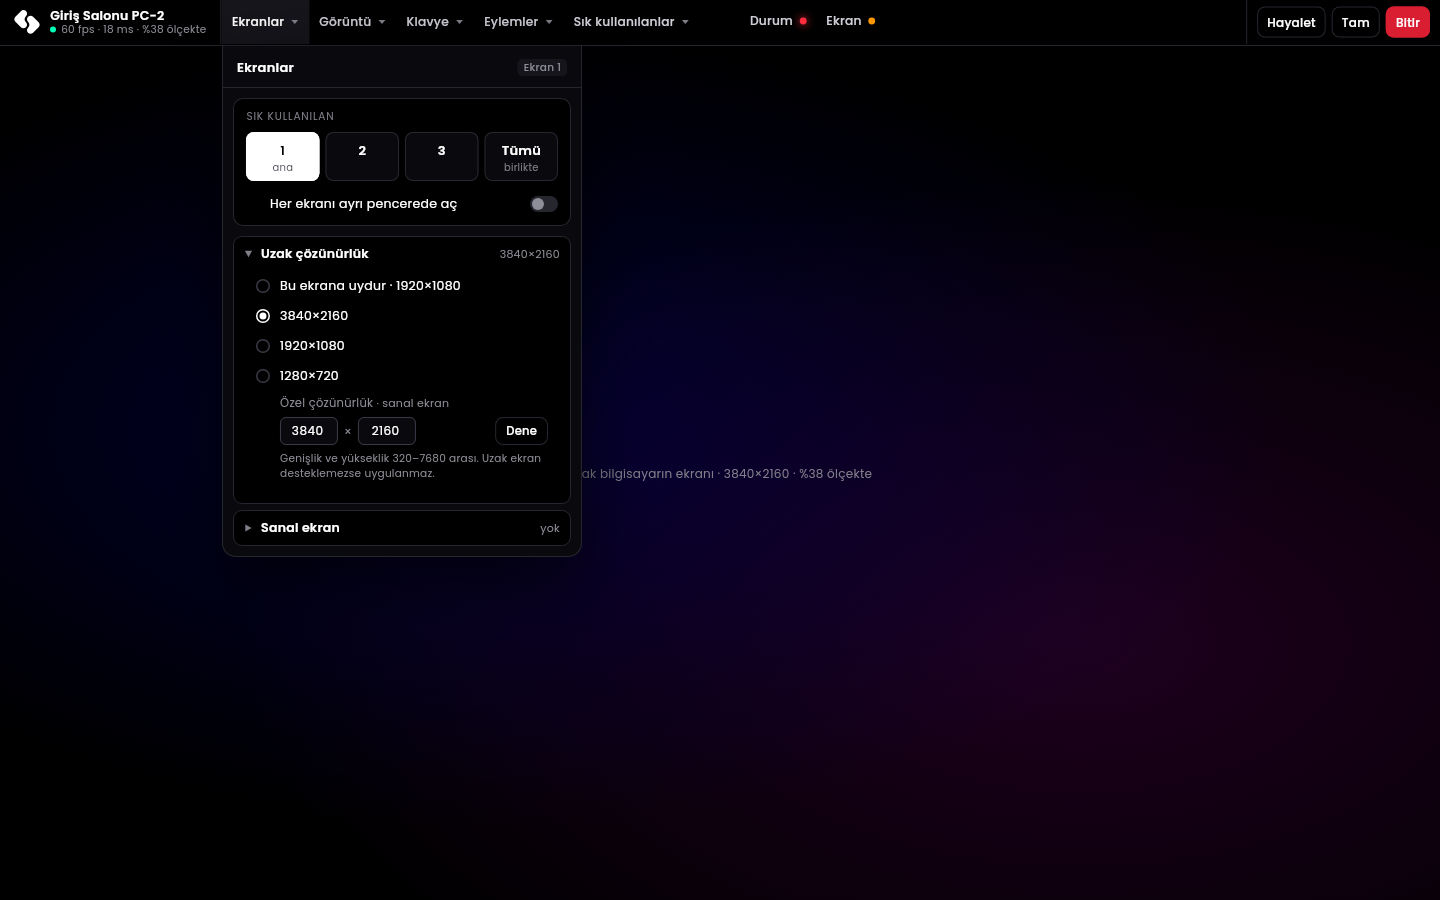 Giriş Salonu PC-2
60 fps · 18 ms · %38 ölçekte
Ekranlar
Görüntü
Klavye
Eylemler
Sık kullanılanlar
Durum
Ekran
Hayalet
Tam
Bitir
Ekranlar
Ekran 1
SIK KULLANILAN
1
ana
2
3
Tümü
birlikte
Her ekranı ayrı pencerede aç
Uzak çözünürlük
3840×2160
Bu ekrana uydur · 1920×1080
3840×2160
1920×1080
1280×720
Özel çözünürlük · sanal ekran
3840 × 2160
Dene
Genişlik ve yükseklik 320–7680 arası. Uzak ekran
desteklemezse uygulanmaz.
ak bilgisayarın ekranı · 3840×2160 · %38 ölçekte
Sanal ekran
yok